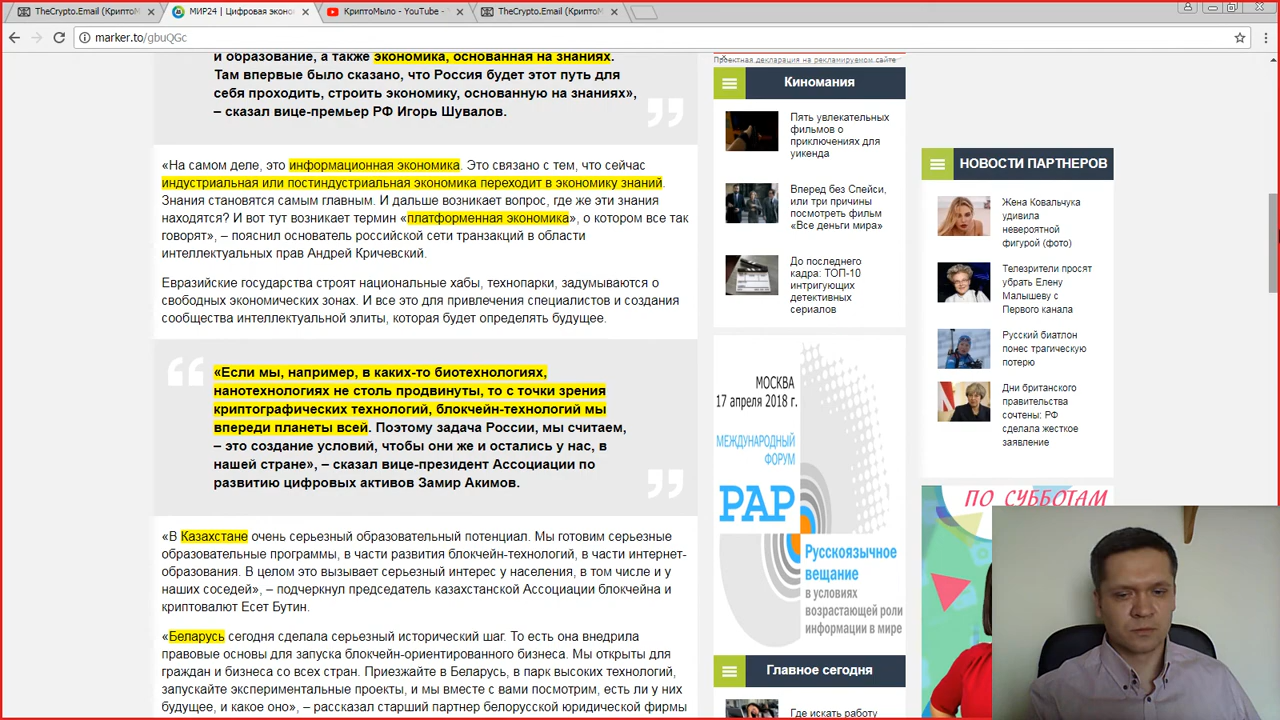 TheCrypto.Email (КриптоМ
МИР24 | Цифровая эконо
КриптоМыло - YouTube -
TheCrypto.Email (КриптоМ
marker.to/gbuQGc
и образование, а также экономика, основанная на знаниях.
Там впервые было сказано, что Россия будет этот путь для
себя проходить, строить экономику, основанную на знаниях»,
– сказал вице-премьер РФ Игорь Шувалов.
«На самом деле, это информационная экономика. Это связано с тем, что сейчас
индустриальная или постиндустриальная экономика переходит в экономику знаний.
Знания становятся самым главным. И дальше возникает вопрос, где же эти знания
находятся? И вот тут возникает термин «платформенная экономика», о котором все так
говорят», – пояснил основатель российской сети транзакций в области
интеллектуальных прав Андрей Кричевский.
Евразийские государства строят национальные хабы, технопарки, задумываются о
свободных экономических зонах. И все это для привлечения специалистов и создания
сообщества интеллектуальной элиты, которая будет определять будущее.
«Если мы, например, в каких-то биотехнологиях,
нанотехнологиях не столь продвинуты, то с точки зрения
криптографических технологий, блокчейн-технологий мы
впереди планеты всей. Поэтому задача России, мы считаем,
– это создание условий, чтобы они же и остались у нас, в
нашей стране», – сказал вице-президент Ассоциации по
развитию цифровых активов Замир Акимов.
«В Казахстане очень серьезный образовательный потенциал. Мы готовим серьезные
образовательные программы, в части развития блокчейн-технологий, в части интернет-
образования. В целом это вызывает серьезный интерес у населения, в том числе и у
наших соседей», – подчеркнул председатель казахстанской Ассоциации блокчейна и
криптовалют Есет Бутин.
«Беларусь сегодня сделала серьезный исторический шаг. То есть она внедрила
правовые основы для запуска блокчейн-ориентированного бизнеса. Мы открыты для
граждан и бизнеса со всех стран. Приезжайте в Беларусь, в парк высоких технологий,
запускайте экспериментальные проекты, и мы вместе с вами посмотрим, есть ли у них
будущее, и какое оно», – рассказал старший партнер белорусской юридической фирмы
Проектная декларация на рекламируемом сайте
Киномания
Пять увлекательных
фильмов о
приключениях для
уикенда
Вперед без Спейси,
или три причины
посмотреть фильм
«Все деньги мира»
До последнего
кадра: ТОП-10
интригующих
детективных
сериалов
МОСКВА
17 апреля 2018 г.
МЕЖДУНАРОДНЫЙ
ФОРУМ
РАР
Русскоязычное
вещание
в условиях
возрастающей роли
информации в мире
Главное сегодня
Где искать работу
НОВОСТИ ПАРТНЕРОВ
Жена Ковальчука
удивила
невероятной
фигурой (фото)
Телезрители просят
убрать Елену
Малышеву с
Первого канала
Русский биатлон
понес трагическую
потерю
Дни британского
правительства
сочтены: РФ
сделала жесткое
заявление
ПО СУББОТАМ